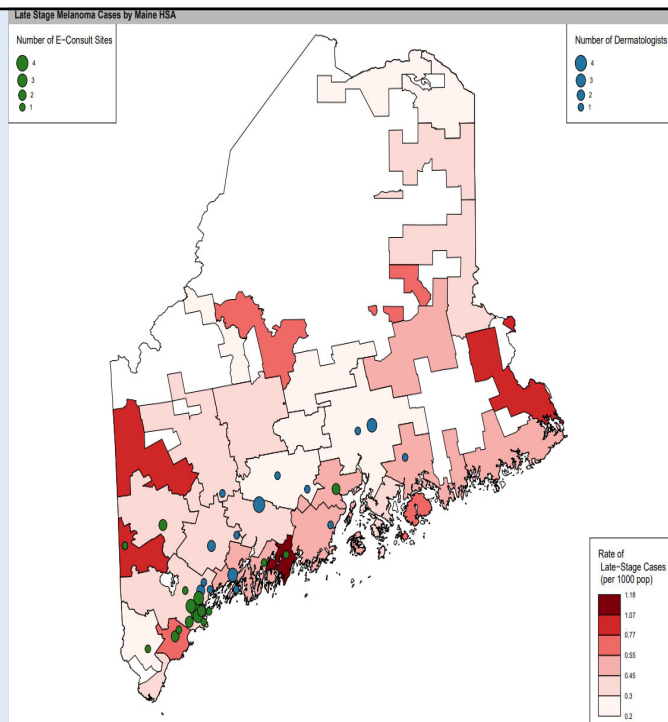 Late Stage Melanoma Cases by Maine HSA
Number of E−Consult Sites
4
3
2
1
Number of Dermatologists
4
3
2
1
Rate of
Late−Stage Cases
(per 1000 pop)
1.18
1.07
0.77
0.55
0.45
0.3
0.2